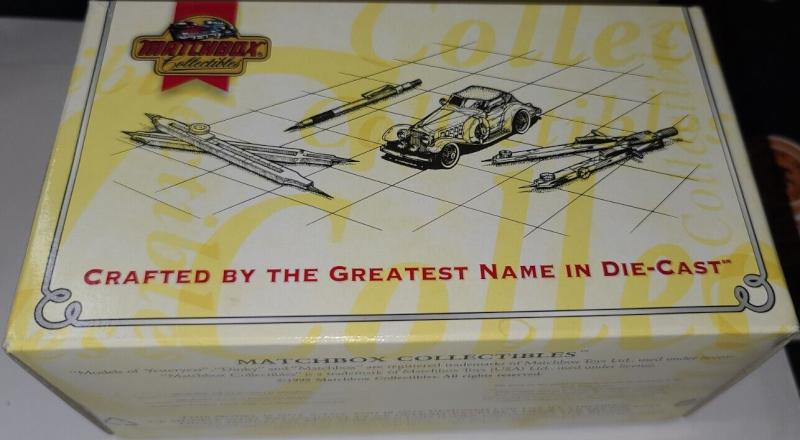 MATCHBOX
Collectibles
CRAFTED BY THE GREATEST NAME IN DIE-CAST™
MATCHBOX COLLECTIBLES™
"Models of Yesteryear", "Dinky" and "Matchbox" are registered trademarks of Matchbox Toys Ltd., used under license.
"Matchbox Collectibles" is a trademark of Matchbox Toys (USA) Ltd., used under license.
Matchbox Collectibles. All rights reserved.